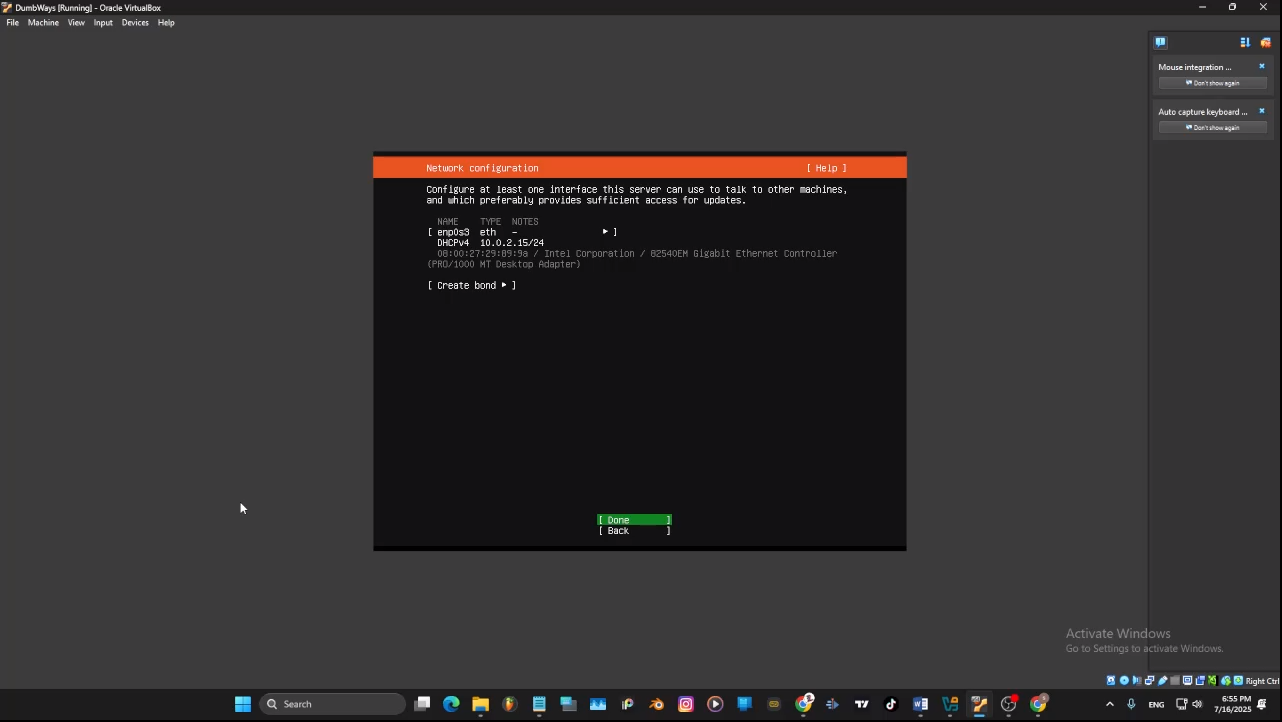 DumbWays [Running] - Oracle VirtualBox
File Machine View Input Devices Help
Mouse integration ...
Don't show again
Auto capture keyboard ...
Don't show again
Network configuration [ Help ]
Configure at least one interface this server can use to talk to other machines,
and which preferably provides sufficient access for updates.
NAME TYPE NOTES
[ enp0s3 eth - ▸ ]
DHCPv4 10.0.2.15/24
08:00:27:29:89:9a / Intel Corporation / 82540EM Gigabit Ethernet Controller
(PRO/1000 MT Desktop Adapter)
[ Create bond ▸ ]
[ Done ]
[ Back ]
Activate Windows
Go to Settings to activate Windows.
Right Ctrl
Search
ENG
6:55 PM
7/16/2025